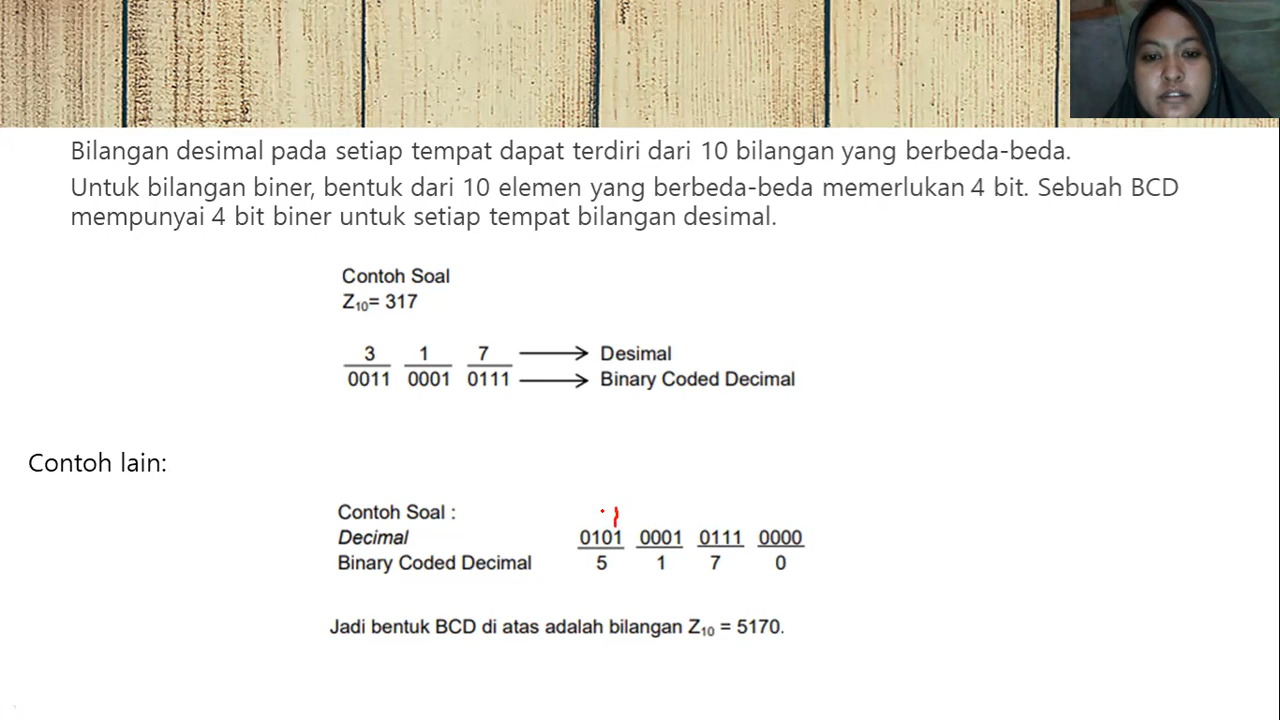 Bilangan desimal pada setiap tempat dapat terdiri dari 10 bilangan yang berbeda-beda.
Untuk bilangan biner, bentuk dari 10 elemen yang berbeda-beda memerlukan 4 bit. Sebuah BCD
mempunyai 4 bit biner untuk setiap tempat bilangan desimal.
Contoh Soal
Z₁₀= 317
3 1 7 → Desimal
0011 0001 0111 → Binary Coded Decimal
Contoh lain:
Contoh Soal :
1
Decimal 0101 0001 0111 0000
Binary Coded Decimal 5 1 7 0
Jadi bentuk BCD di atas adalah bilangan Z₁₀ = 5170.